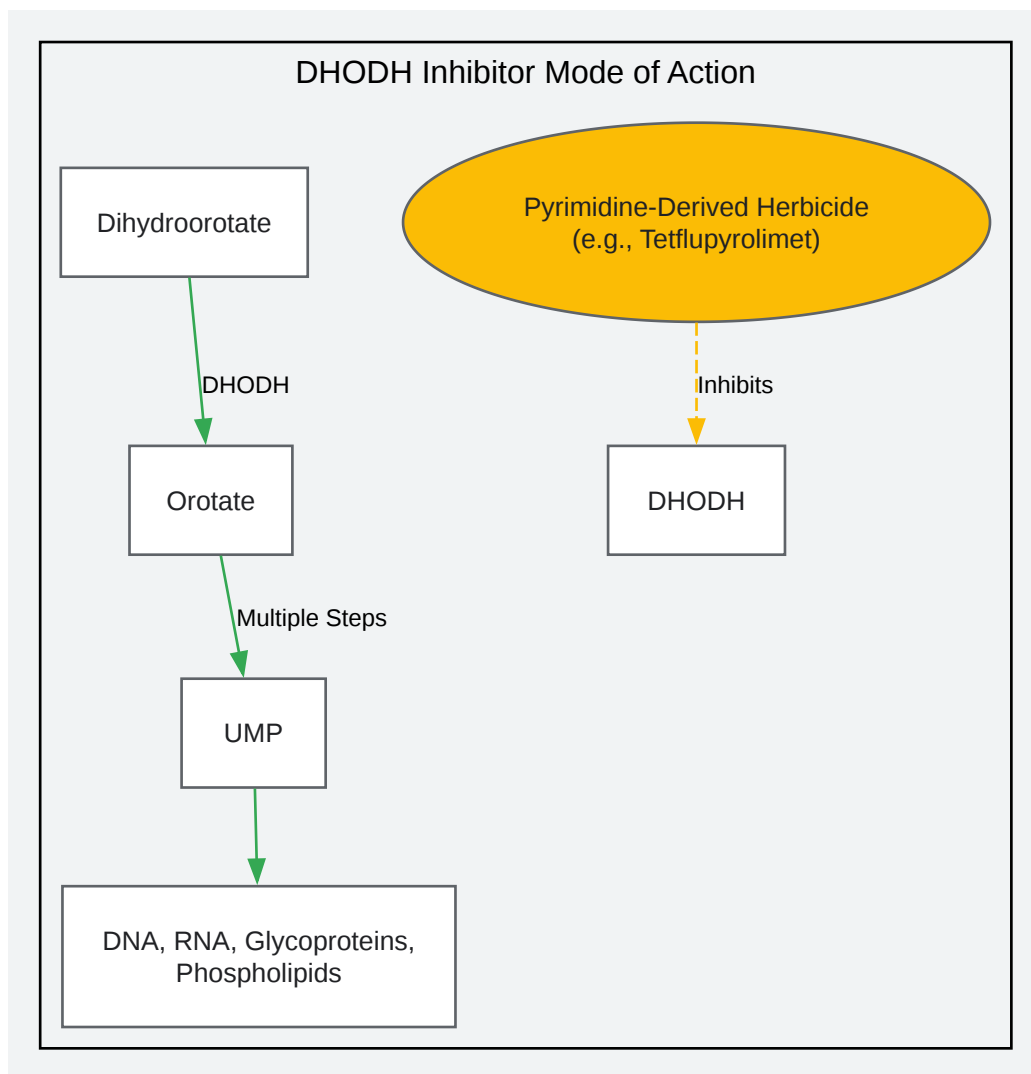 DHODH Inhibitor Mode of Action
Dihydroorotate
Pyrimidine-Derived Herbicide
(e.g., Tetflupyrolimet)
DHODH
Inhibits
Orotate
DHODH
Multiple Steps
UMP
DNA, RNA, Glycoproteins,
Phospholipids